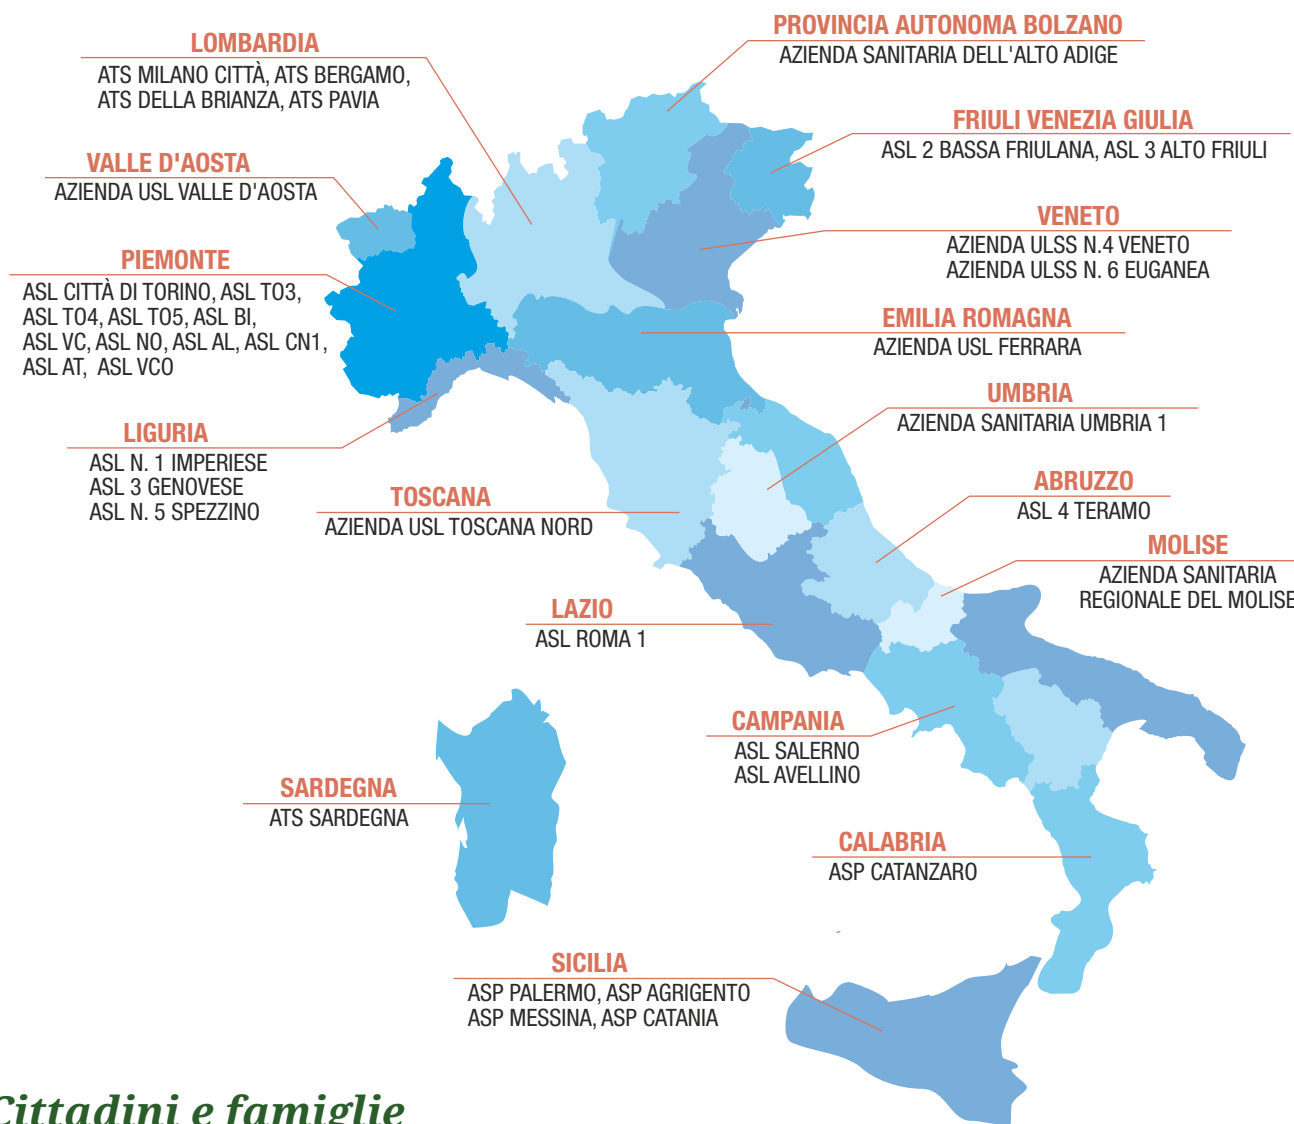 PROVINCIA AUTONOMA BOLZANO
AZIENDA SANITARIA DELL'ALTO ADIGE
LOMBARDIA
ATS MILANO CITTÀ, ATS BERGAMO,
ATS DELLA BRIANZA, ATS PAVIA
FRIULI VENEZIA GIULIA
ASL 2 BASSA FRIULANA, ASL 3 ALTO FRIULI
VALLE D'AOSTA
AZIENDA USL VALLE D'AOSTA
VENETO
AZIENDA ULSS N.4 VENETO
AZIENDA ULSS N. 6 EUGANEA
PIEMONTE
ASL CITTÀ DI TORINO, ASL TO3,
ASL TO4, ASL TO5, ASL BI,
ASL VC, ASL NO, ASL AL, ASL CN1,
ASL AT, ASL VCO
EMILIA ROMAGNA
AZIENDA USL FERRARA
UMBRIA
AZIENDA SANITARIA UMBRIA 1
LIGURIA
ASL N. 1 IMPERIESE
ASL 3 GENOVESE
ASL N. 5 SPEZZINO
TOSCANA
AZIENDA USL TOSCANA NORD
ABRUZZO
ASL 4 TERAMO
MOLISE
AZIENDA SANITARIA
REGIONALE DEL MOLISE
LAZIO
ASL ROMA 1
CAMPANIA
ASL SALERNO
ASL AVELLINO
SARDEGNA
ATS SARDEGNA
CALABRIA
ASP CATANZARO
SICILIA
ASP PALERMO, ASP AGRIGENTO
ASP MESSINA, ASP CATANIA
Cittadini e famiglie